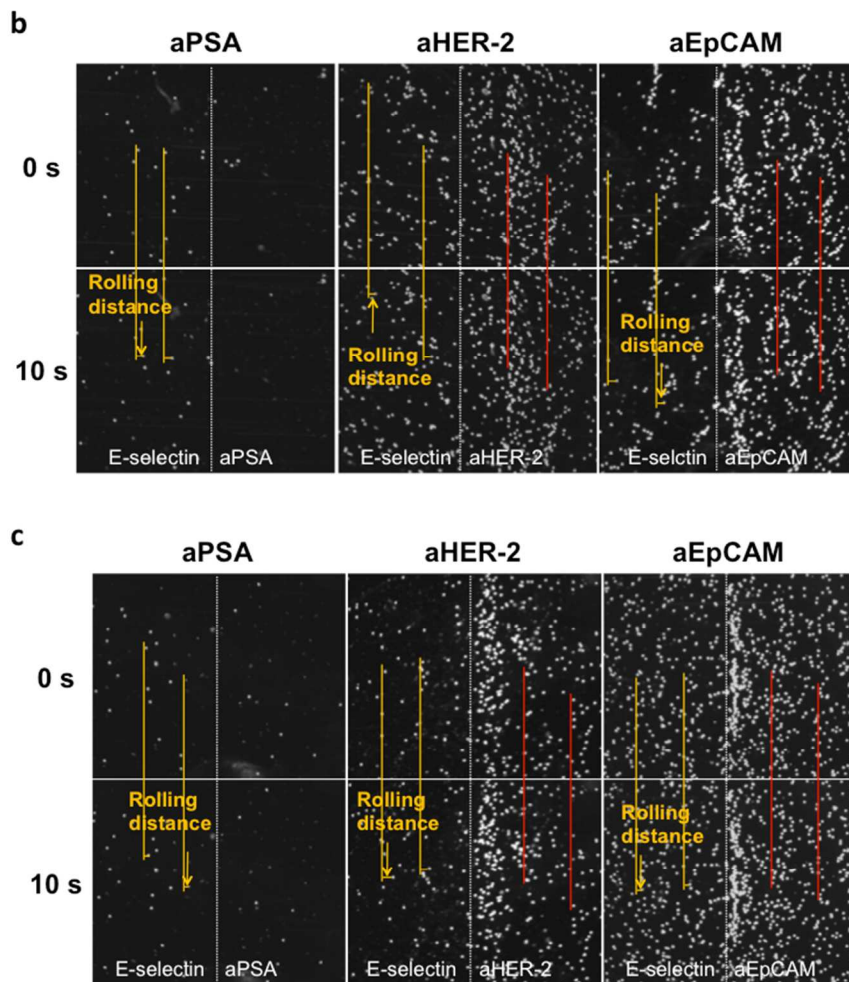 b
aPSA aHER-2 aEpCAM
0 s
Rolling
distance
Rolling
distance
Rolling
distance
10 s
E-selectin aPSA E-selectin aHER-2 E-selctin aEpCAM
c
aPSA aHER-2 aEpCAM
0 s
Rolling
distance
Rolling
distance
Rolling
distance
10 s
E-selectin aPSA E-selectin aHER-2 E-selectin aEpCAM